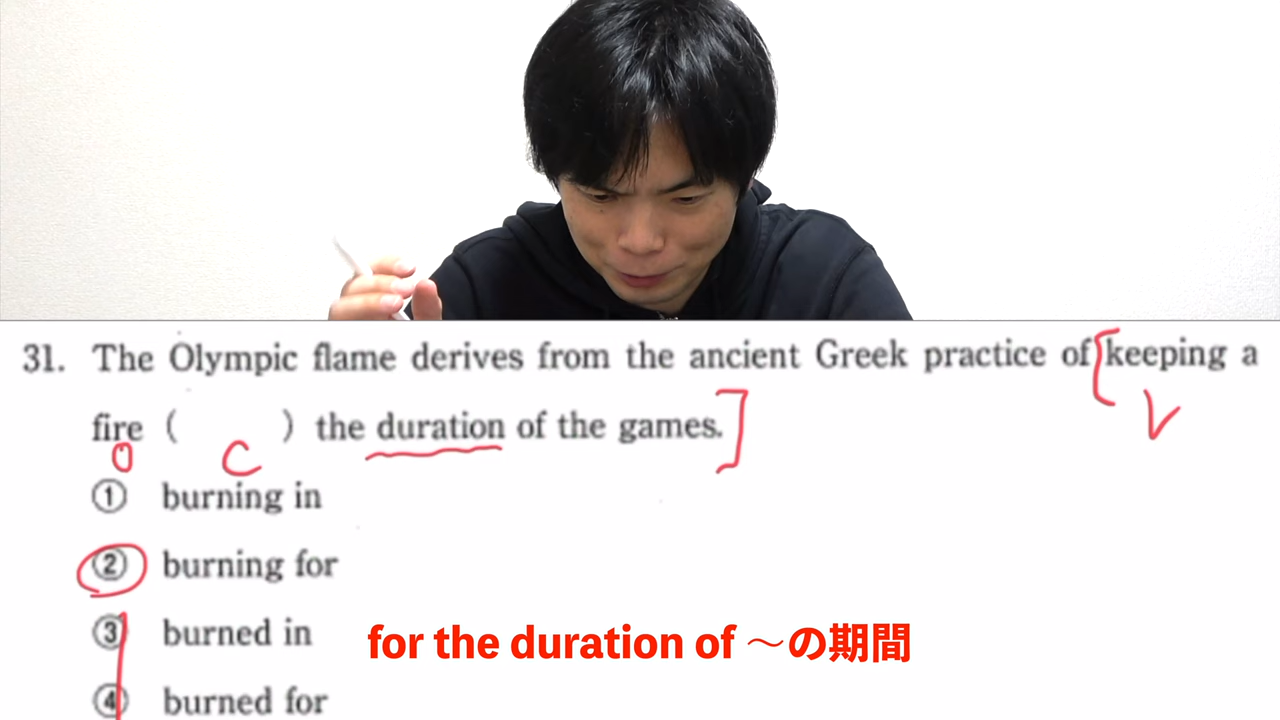 31. The Olympic flame derives from the ancient Greek practice of [keeping a
V
fire ( ) the duration of the games.]
O C
① burning in
② burning for
③ burned in
for the duration of ～の期間
④ burned for